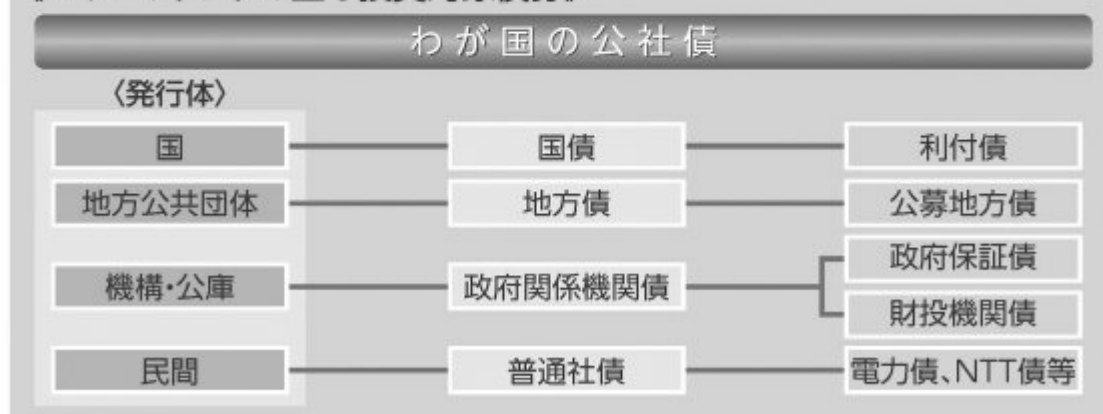 わが国の公社債
〈発行体〉
国 国債 利付債
地方公共団体 地方債 公募地方債
機構・公庫 政府関係機関債 政府保証債
財投機関債
民間 普通社債 電力債、NTT債等